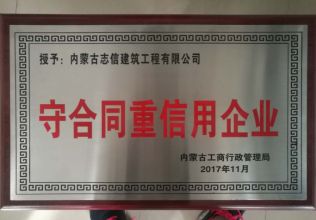 授予：内蒙古志信建筑工程有限公司
守合同重信用企业
内蒙古工商行政管理局
2017年11月